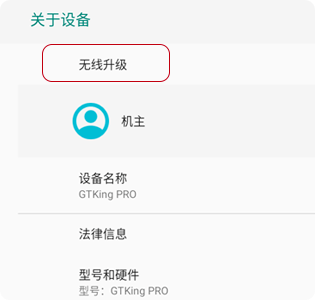 关于设备
无线升级
机主
设备名称
GTKing PRO
法律信息
型号和硬件
型号：GTKing PRO